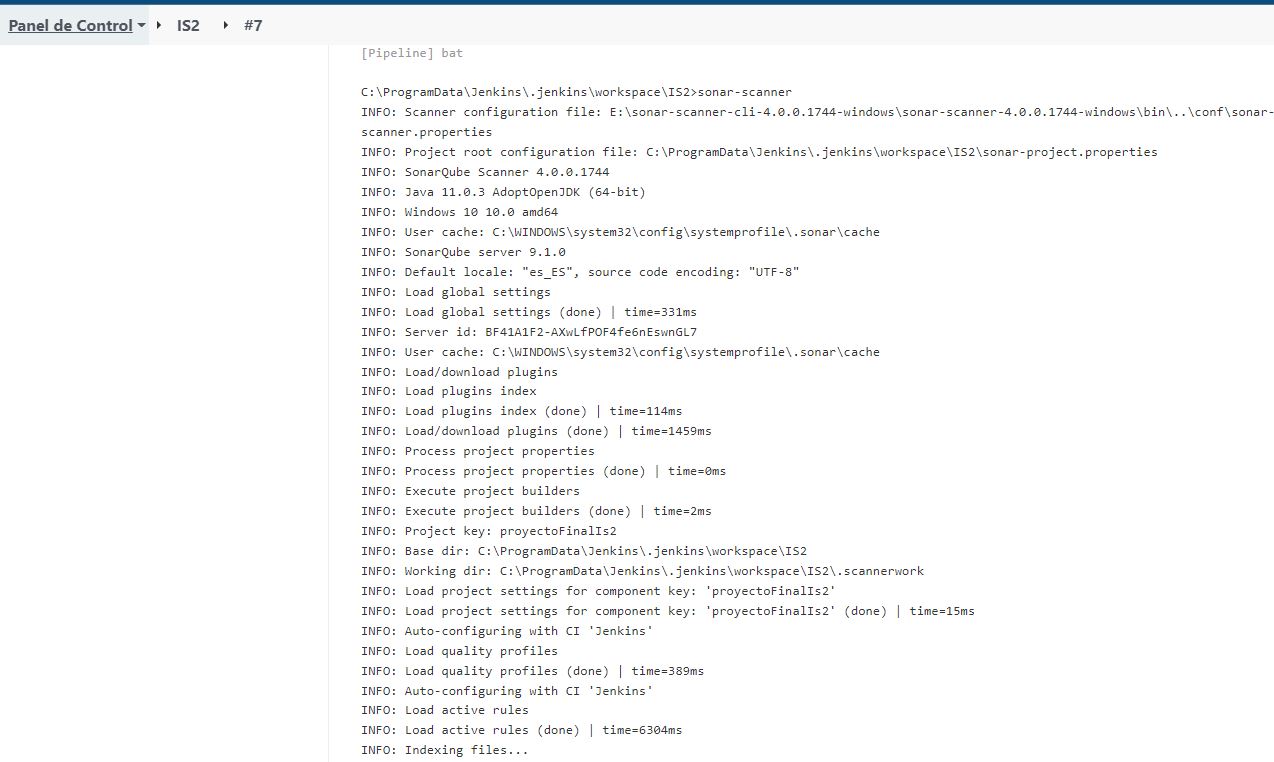 Panel de Control IS2 #7
[Pipeline] bat
C:\ProgramData\Jenkins\.jenkins\workspace\IS2>sonar-scanner
INFO: Scanner configuration file: E:\sonar-scanner-cli-4.0.0.1744-windows\sonar-scanner-4.0.0.1744-windows\bin\..\conf\sonar-
scanner.properties
INFO: Project root configuration file: C:\ProgramData\Jenkins\.jenkins\workspace\IS2\sonar-project.properties
INFO: SonarQube Scanner 4.0.0.1744
INFO: Java 11.0.3 AdoptOpenJDK (64-bit)
INFO: Windows 10 10.0 amd64
INFO: User cache: C:\WINDOWS\system32\config\systemprofile\.sonar\cache
INFO: SonarQube server 9.1.0
INFO: Default locale: "es_ES", source code encoding: "UTF-8"
INFO: Load global settings
INFO: Load global settings (done) | time=331ms
INFO: Server id: BF41A1F2-AXwLfPOF4fe6nEswnGL7
INFO: User cache: C:\WINDOWS\system32\config\systemprofile\.sonar\cache
INFO: Load/download plugins
INFO: Load plugins index
INFO: Load plugins index (done) | time=114ms
INFO: Load/download plugins (done) | time=1459ms
INFO: Process project properties
INFO: Process project properties (done) | time=0ms
INFO: Execute project builders
INFO: Execute project builders (done) | time=2ms
INFO: Project key: proyectoFinalIs2
INFO: Base dir: C:\ProgramData\Jenkins\.jenkins\workspace\IS2
INFO: Working dir: C:\ProgramData\Jenkins\.jenkins\workspace\IS2\.scannerwork
INFO: Load project settings for component key: 'proyectoFinalIs2'
INFO: Load project settings for component key: 'proyectoFinalIs2' (done) | time=15ms
INFO: Auto-configuring with CI 'Jenkins'
INFO: Load quality profiles
INFO: Load quality profiles (done) | time=389ms
INFO: Auto-configuring with CI 'Jenkins'
INFO: Load active rules
INFO: Load active rules (done) | time=6304ms
INFO: Indexing files...